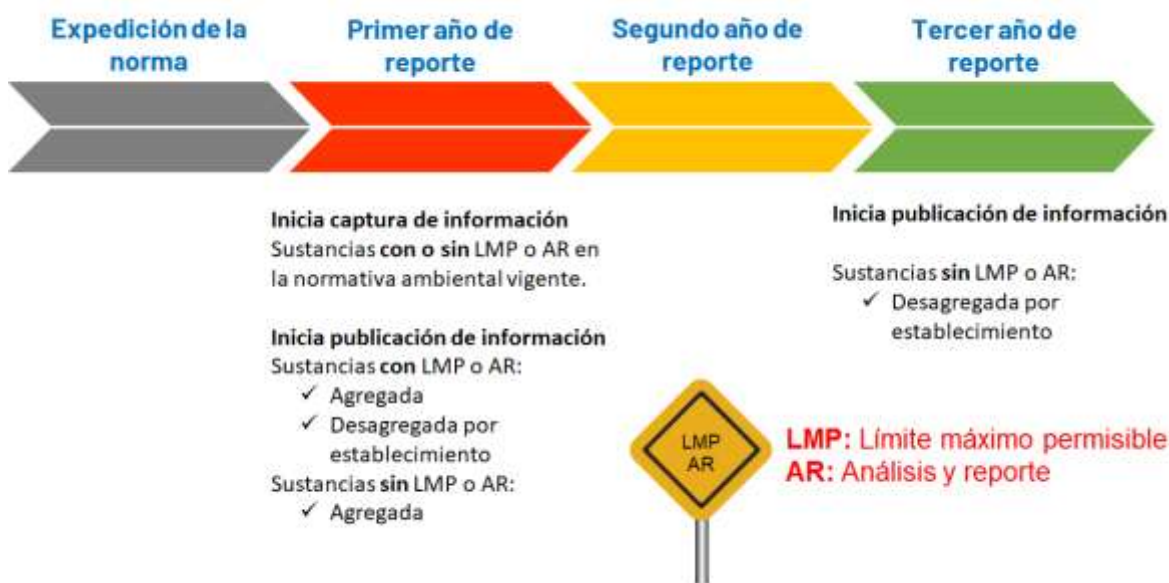 Expedición de la
norma
Primer año de
reporte
Segundo año de
reporte
Tercer año de
reporte
Inicia captura de información
Sustancias con o sin LMP o AR en
la normativa ambiental vigente.
Inicia publicación de información
Sustancias con LMP o AR:
✓ Agregada
✓ Desagregada por
establecimiento
Sustancias sin LMP o AR:
✓ Agregada
Inicia publicación de información
Sustancias sin LMP o AR:
✓ Desagregada por
establecimiento
LMP
AR
LMP: Límite máximo permisible
AR: Análisis y reporte